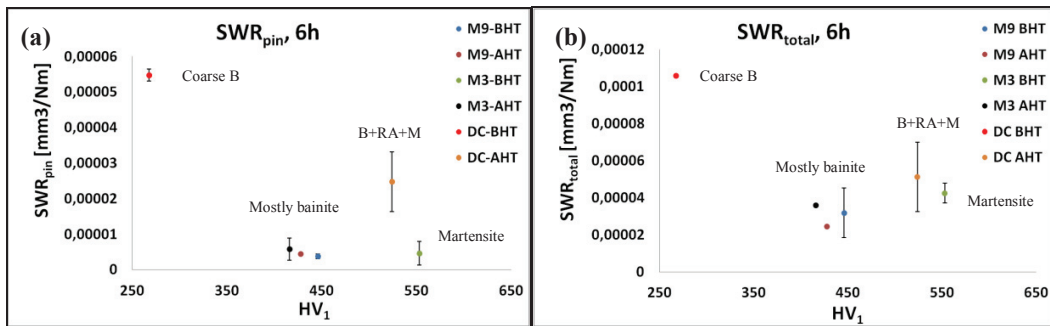 (a)
SWRpin, 6h
SWRpin [mm3/Nm]
0,00006
0,00005
0,00004
0,00003
0,00002
0,00001
0
250
350
450
550
650
HV1
Coarse B
B+RA+M
Mostly bainite
Martensite
M9-BHT
M9-AHT
M3-BHT
M3-AHT
DC-BHT
DC-AHT
(b)
SWRtotal, 6h
SWRtotal [mm3/Nm]
0,00012
0,0001
0,00008
0,00006
0,00004
0,00002
0
250
350
450
550
650
HV1
Coarse B
B+RA+M
Mostly bainite
Martensite
M9 BHT
M9 AHT
M3 BHT
M3 AHT
DC BHT
DC AHT